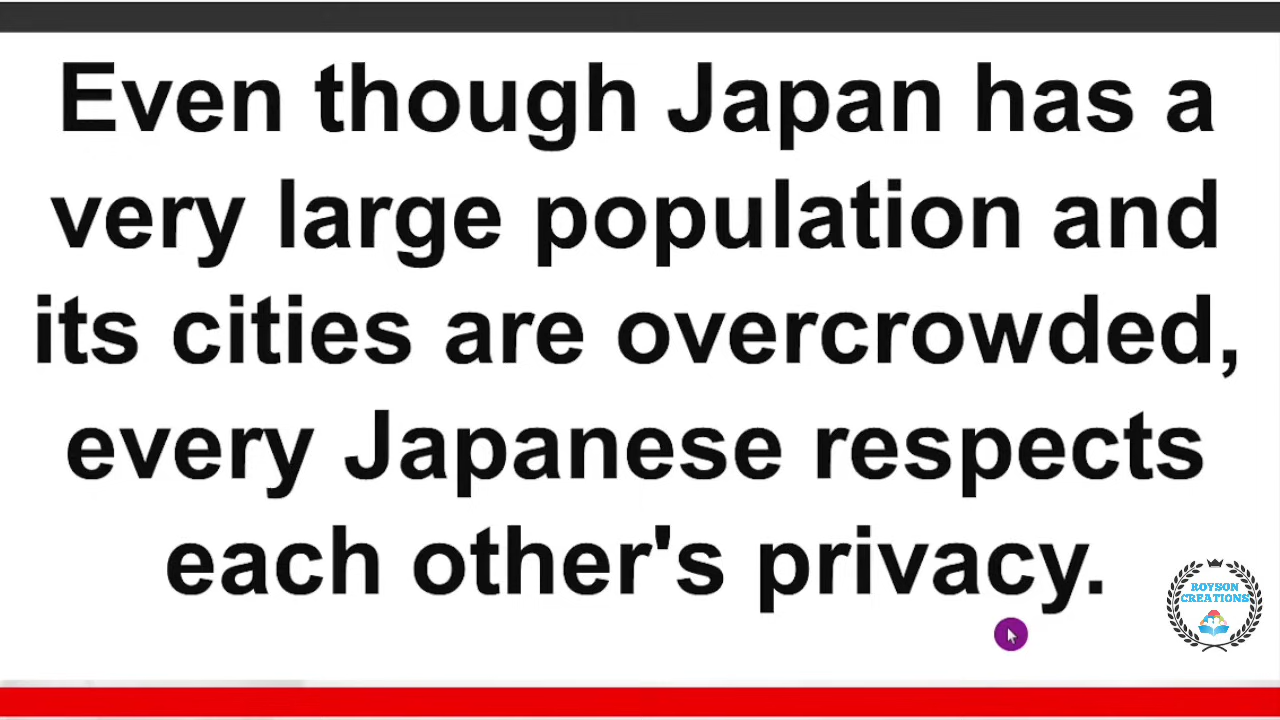 Even though Japan has a
very large population and
its cities are overcrowded,
every Japanese respects
each other's privacy.
ROYSON
CREATIONS